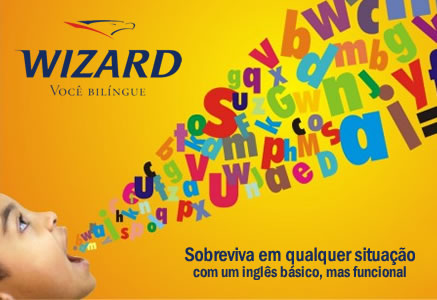 WIZARD
VOCÊ BILÍNGUE
Sobreviva em qualquer situação
com um inglês básico, mas funcional